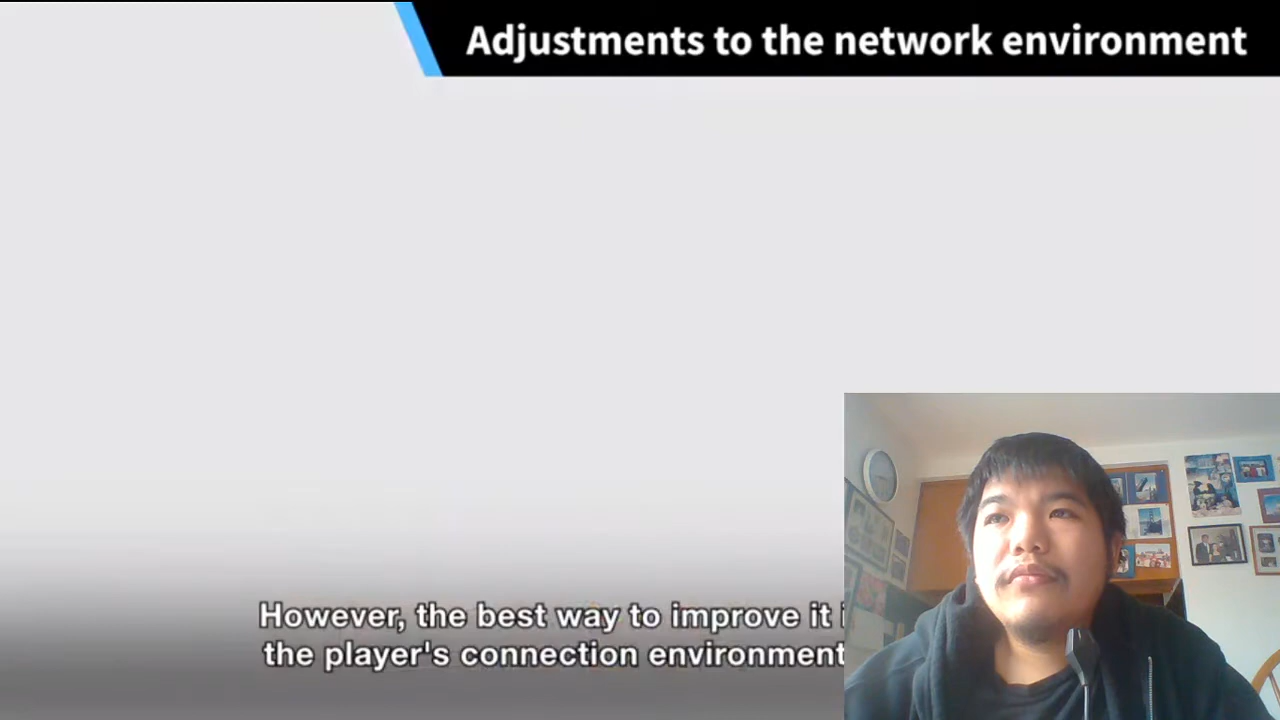 Adjustments to the network environment
However, the best way to improve it
the player's connection environment